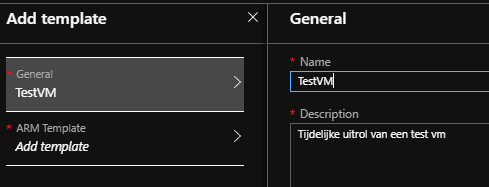 Add template
* General
TestVM
* ARM Template
Add template
General
* Name
TestVM
* Description
Tijdelijke uitrol van een test vm